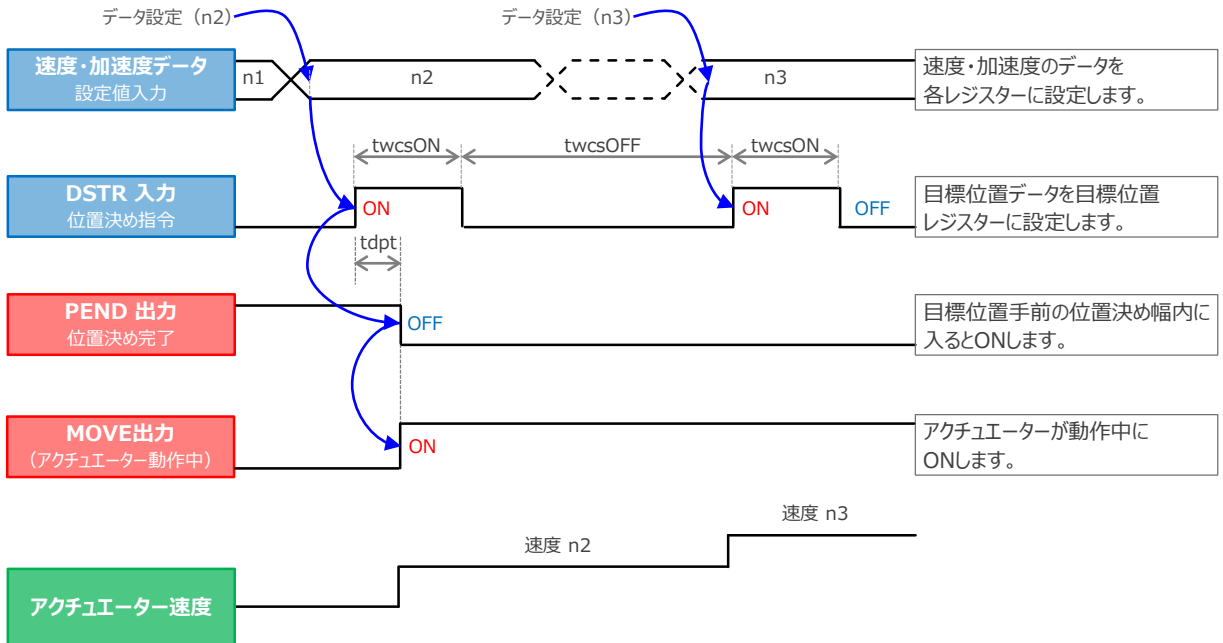 データ設定（n2）
データ設定（n3）
速度・加速度データ
設定値入力
n1
n2
n3
速度・加速度のデータを
各レジスターに設定します。
twcsON
twcsOFF
twcsON
DSTR 入力
位置決め指令
ON
ON
OFF
目標位置データを目標位置
レジスターに設定します。
tdpt
PEND 出力
位置決め完了
OFF
目標位置手前の位置決め幅内に
入るとONします。
MOVE出力
（アクチュエーター動作中）
ON
アクチュエーターが動作中に
ONします。
速度 n3
速度 n2
アクチュエーター速度